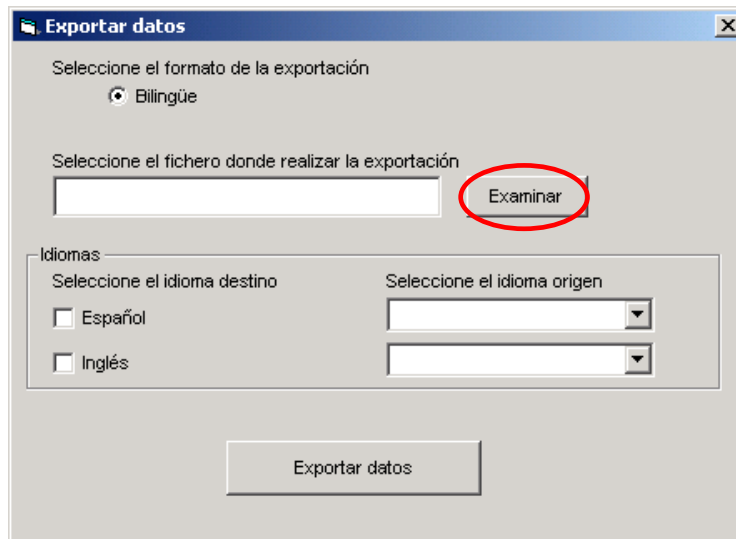 Exportar datos
Seleccione el formato de la exportación
Bilingüe
Seleccione el fichero donde realizar la exportación
Examinar
Idiomas
Seleccione el idioma destino
Seleccione el idioma origen
Español
Inglés
Exportar datos